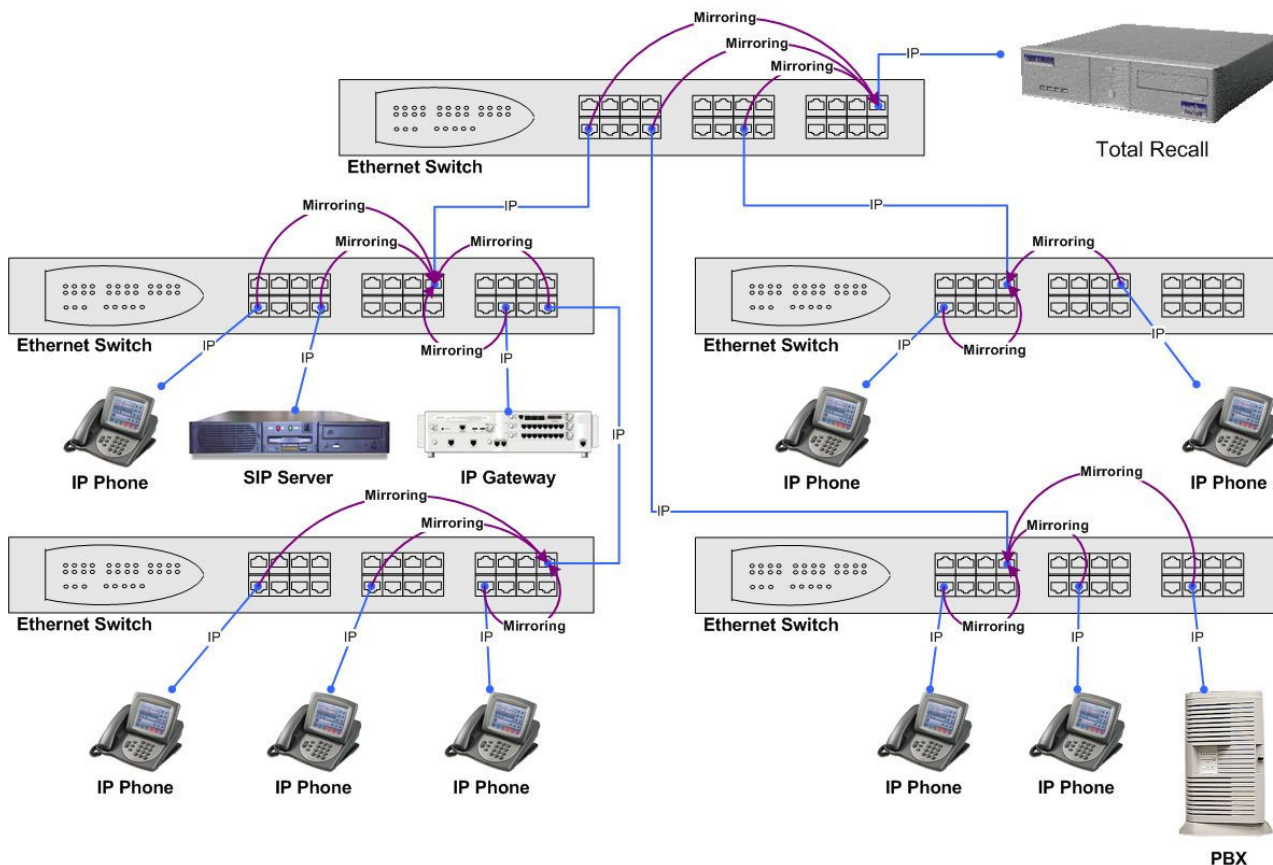 Mirroring
Mirroring
Mirroring
IP
Total Recall
Ethernet Switch
IP
IP
Mirroring
Mirroring
Mirroring
Mirroring
Ethernet Switch
Mirroring
Mirroring
Ethernet Switch
IP
IP
IP
IP
IP
IP
IP Phone
SIP Server
IP Gateway
IP Phone
IP Phone
Mirroring
Mirroring
Mirroring
Ethernet Switch
IP
Mirroring
Mirroring
Mirroring
Ethernet Switch
IP
IP
IP
IP
IP
IP
IP Phone
IP Phone
IP Phone
IP Phone
IP Phone
PBX